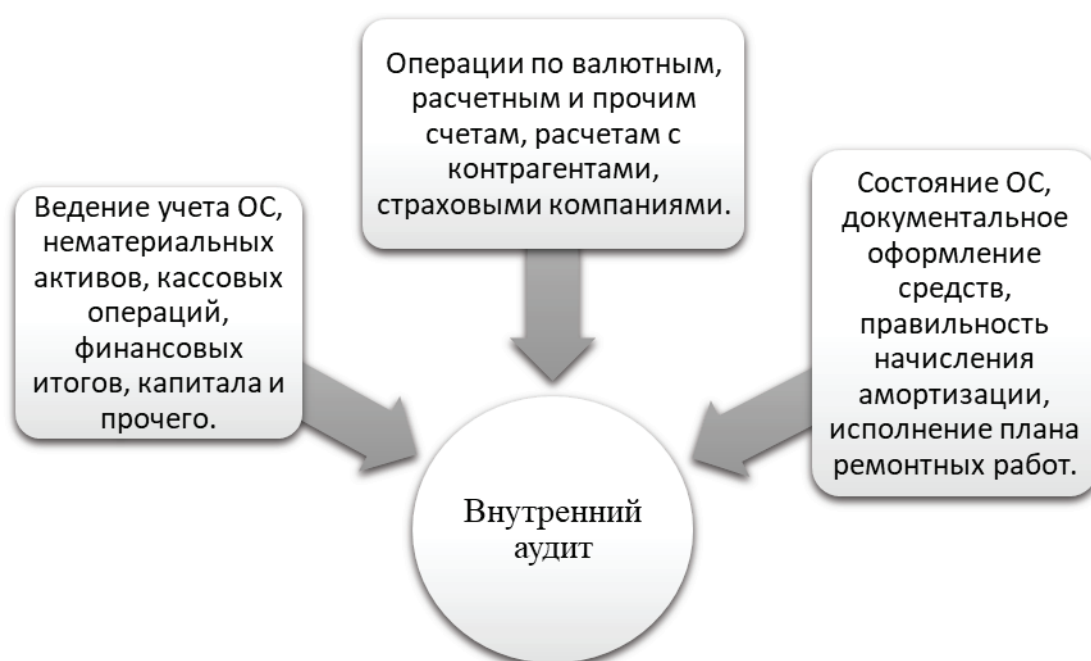 Ведение учета ОС,
нематериальных
активов, кассовых
операций,
финансовых
итогов, капитала и
прочего.
Операции по валютным,
расчетным и прочим
счетам, расчетам с
контрагентами,
страховыми компаниями.
Состояние ОС,
документальное
оформление
средств,
правильность
начисления
амортизации,
исполнение плана
ремонтных работ.
Внутренний
аудит